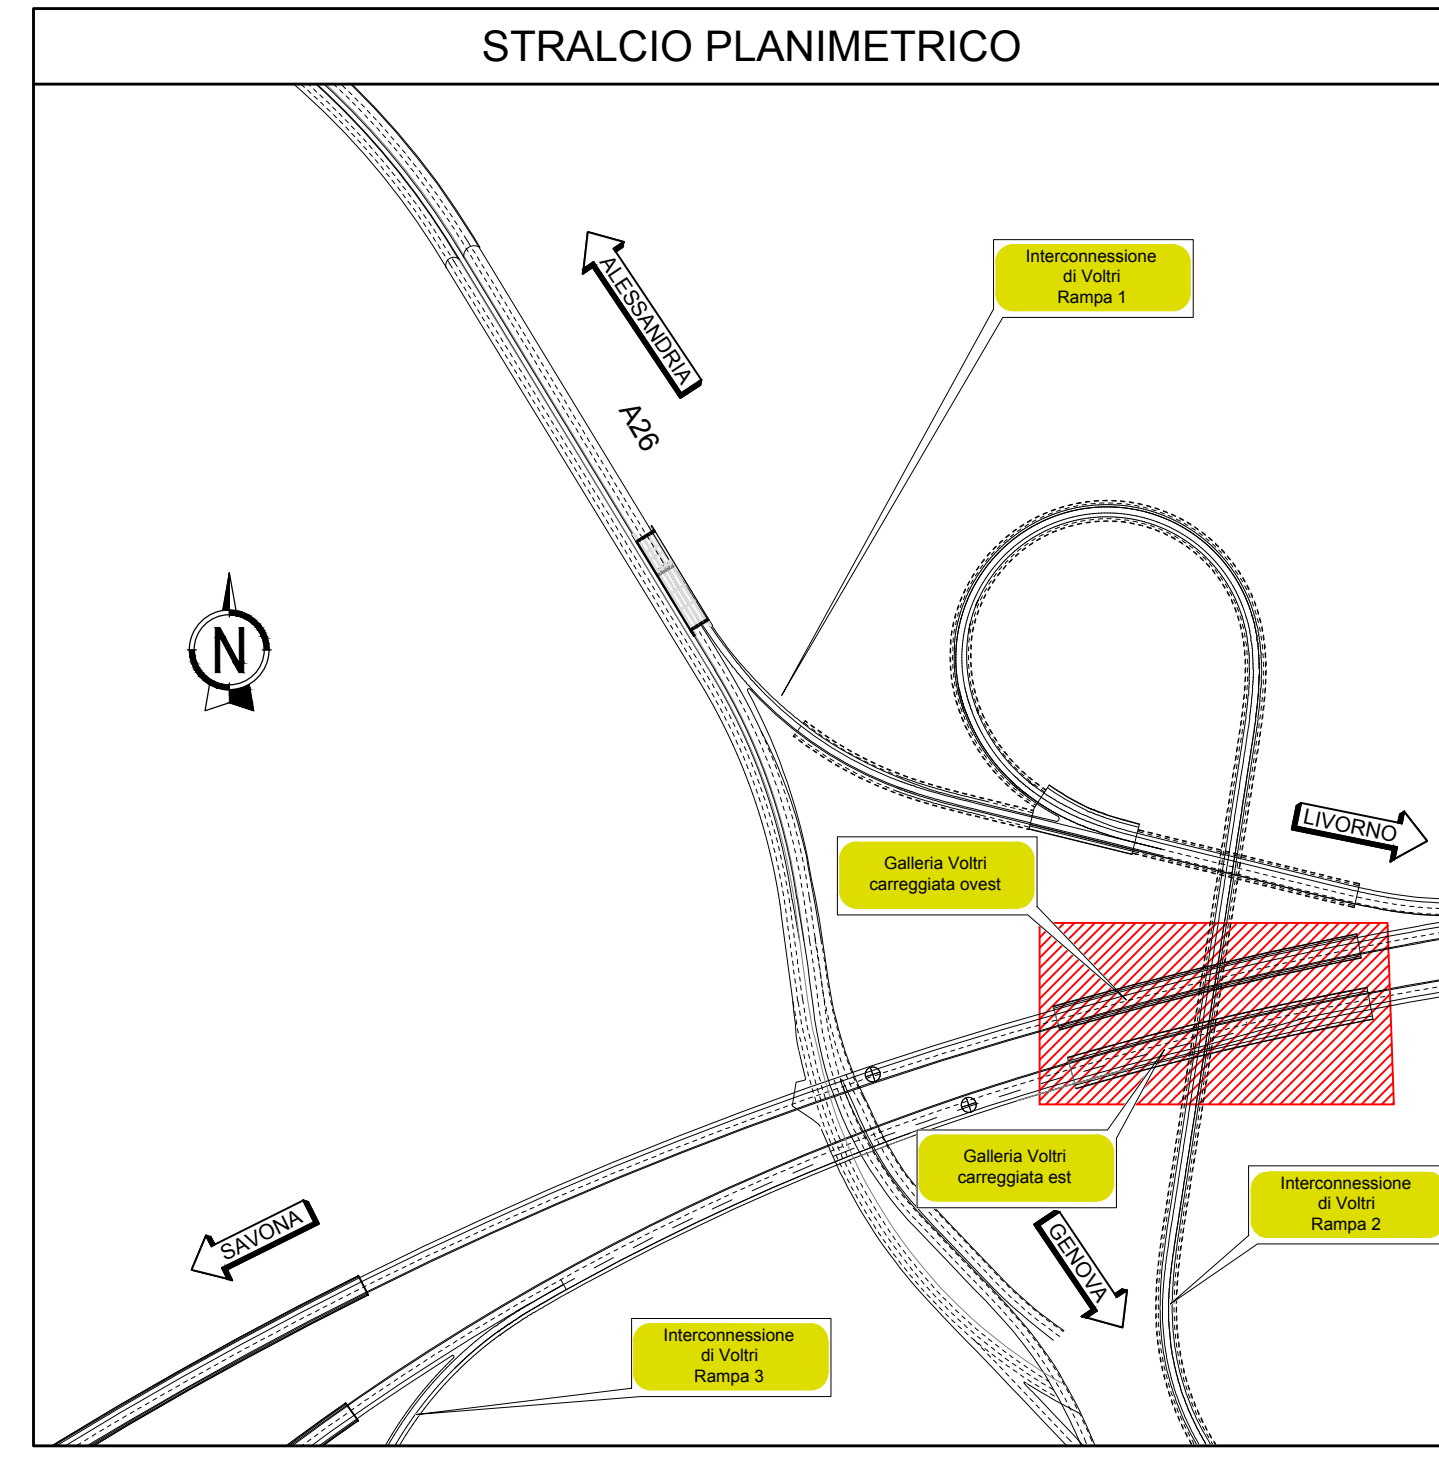 STRALCIO PLANIMETRICO
Interconnessione
di Voltri
Rampa 1
ALESSANDRIA
A26
N
LIVORNO
Galleria Voltri
carreggiata ovest
Galleria Voltri
carreggiata est
Interconnessione
di Voltri
Rampa 2
SAVONA
GENOVA
Interconnessione
di Voltri
Rampa 3